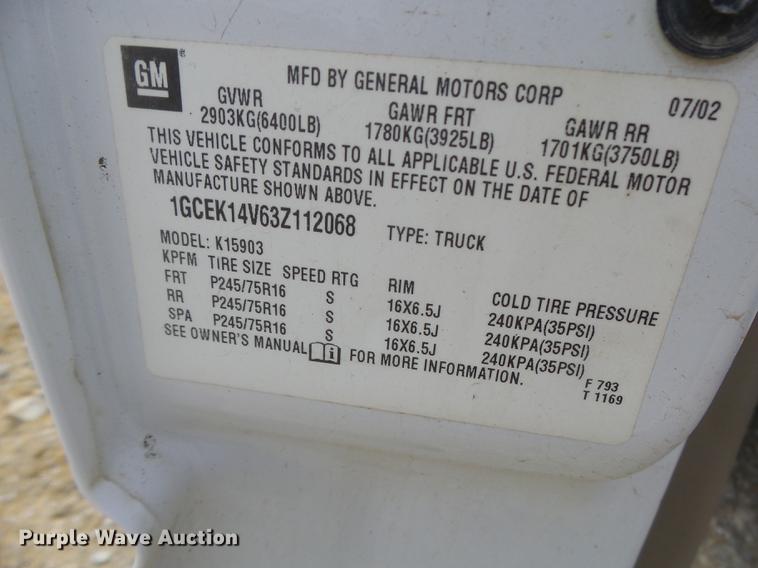 GM
MFD BY GENERAL MOTORS CORP 07/02
GVWR GAWR FRT GAWR RR
2903KG(6400LB) 1780KG(3925LB) 1701KG(3750LB)
THIS VEHICLE CONFORMS TO ALL APPLICABLE U.S. FEDERAL MOTOR
VEHICLE SAFETY STANDARDS IN EFFECT ON THE DATE OF
MANUFACTURE SHOWN ABOVE.
1GCEK14V63Z112068 TYPE: TRUCK
MODEL: K15903
KPFM TIRE SIZE SPEED RTG RIM COLD TIRE PRESSURE
FRT P245/75R16 S 16X6.5J 240KPA(35PSI)
RR P245/75R16 S 16X6.5J 240KPA(35PSI)
SPA P245/75R16 S 16X6.5J 240KPA(35PSI)
SEE OWNER'S MANUAL i FOR MORE INFORMATION.
F 793
T 1169
Purple Wave Auction